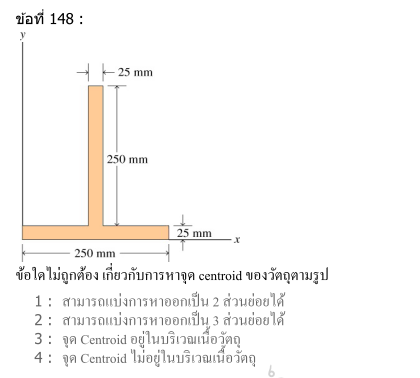 ข้อที่ 148 :
y
25 mm
250 mm
25 mm
x
250 mm
ข้อใดไม่ถูกต้อง เกี่ยวกับการหาจุด centroid ของวัตถุตามรูป
1 : สามารถแบ่งการหาออกเป็น 2 ส่วนย่อยได้
2 : สามารถแบ่งการหาออกเป็น 3 ส่วนย่อยได้
3 : จุด Centroid อยู่ในบริเวณเนื้อวัตถุ
4 : จุด Centroid ไม่อยู่ในบริเวณเนื้อวัตถุ